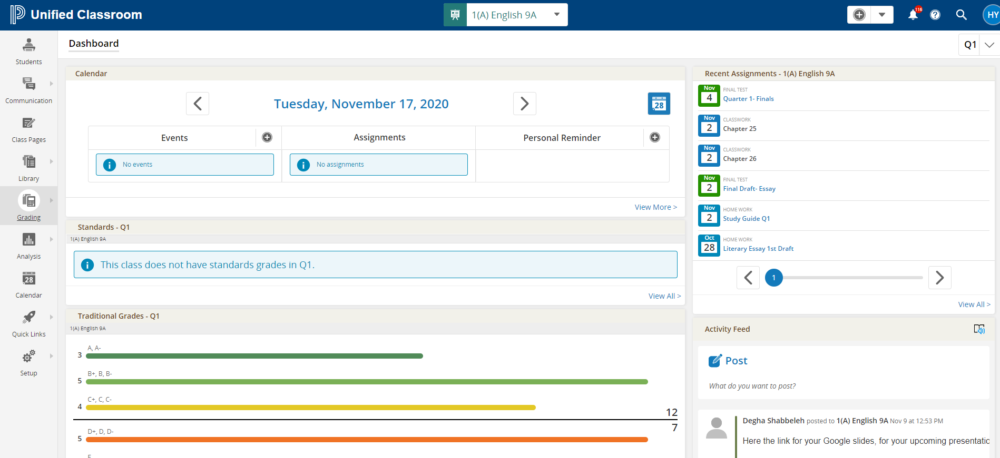 Unified Classroom
1(A) English 9A
116
HY
Dashboard
Q1
Students
Communication
Class Pages
Library
Grading
Analysis
28
Calendar
Quick Links
Setup
Calendar
Tuesday, November 17, 2020
28
Events
Assignments
Personal Reminder
No events
No assignments
View More >
Standards - Q1
1(A) English 9A
This class does not have standards grades in Q1.
View All >
Traditional Grades - Q1
1(A) English 9A
A, A-
3
B+, B, B-
5
C+, C, C-
4
12
7
D+, D, D-
5
F
Recent Assignments - 1(A) English 9A
Nov
4
FINAL TEST
Quarter 1- Finals
Nov
2
CLASSWORK
Chapter 25
Nov
2
CLASSWORK
Chapter 26
Nov
2
FINAL TEST
Final Draft- Essay
Nov
2
HOME WORK
Study Guide Q1
Oct
28
HOME WORK
Literary Essay 1st Draft
1
View All >
Activity Feed
Post
What do you want to post?
Degha Shabbeleh posted to 1(A) English 9A Nov 9 at 12:53 PM
Here the link for your Google slides, for your upcoming presentatio